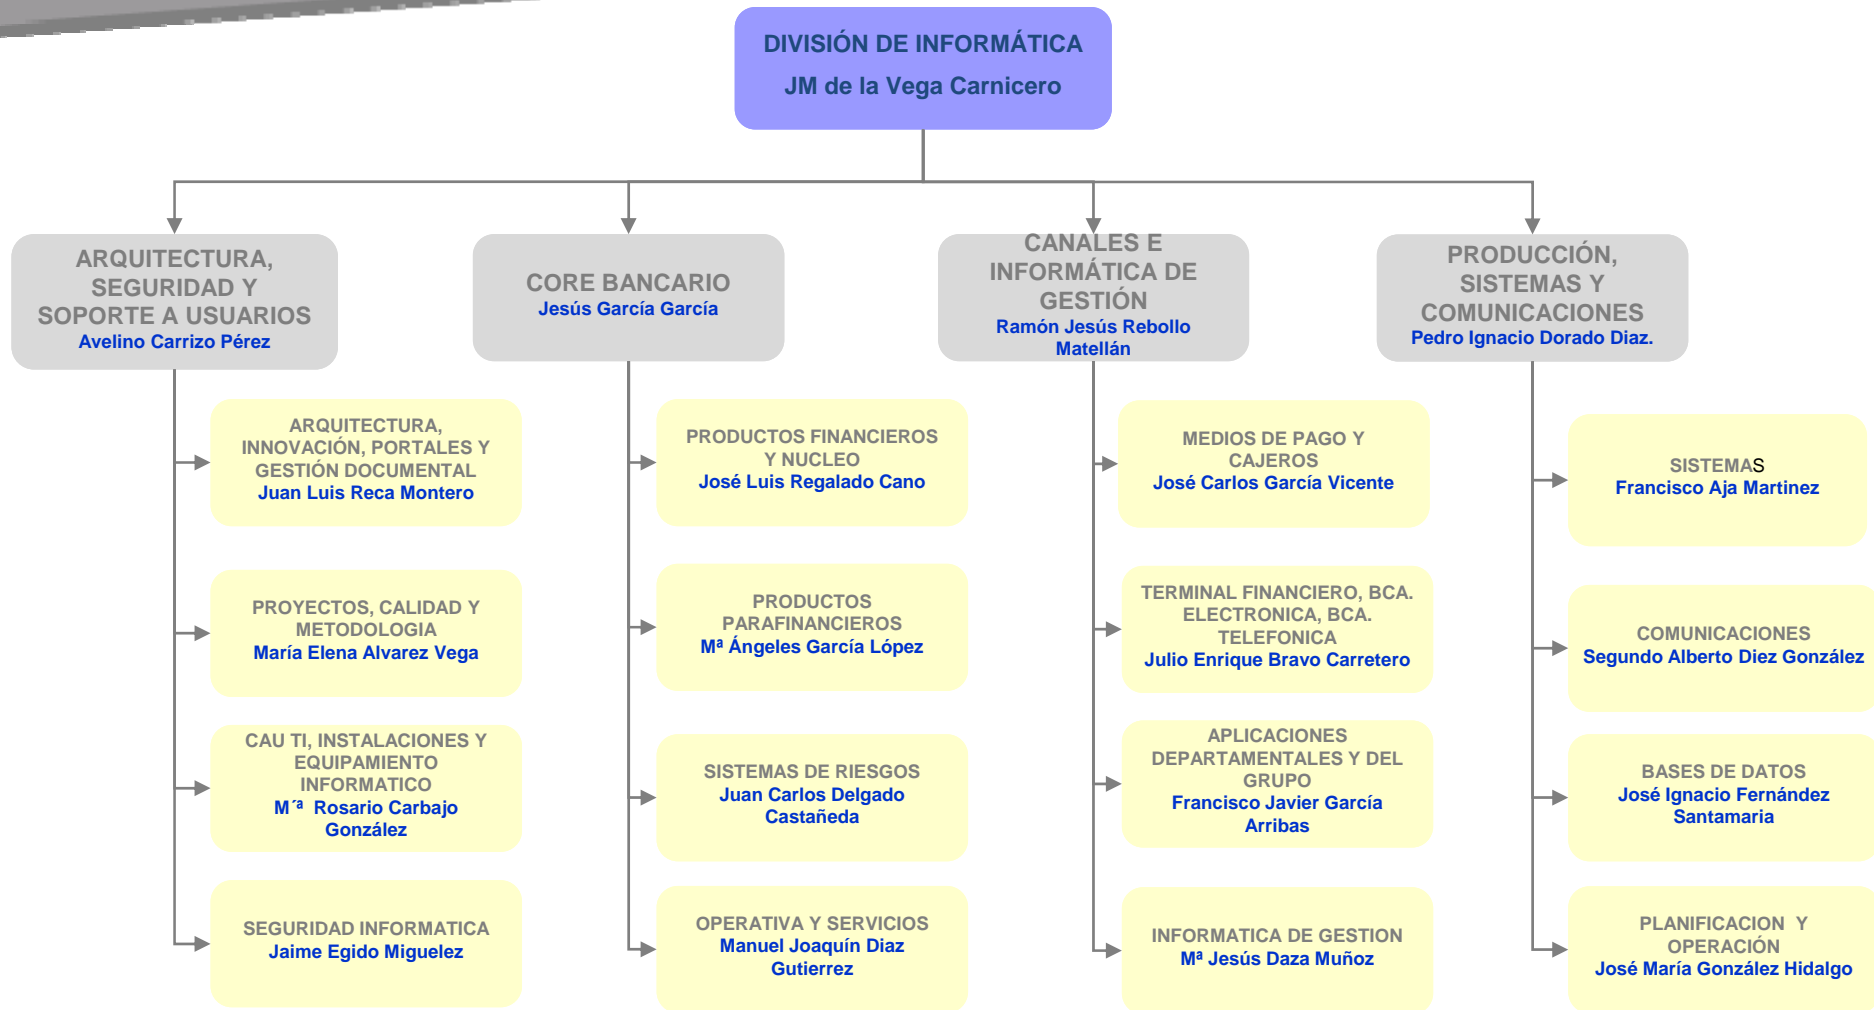 DIVISIÓN DE INFORMÁTICA
JM de la Vega Carnicero
ARQUITECTURA,
SEGURIDAD Y
SOPORTE A USUARIOS
Avelino Carrizo Pérez
CORE BANCARIO
Jesús García García
CANALES E
INFORMÁTICA DE
GESTIÓN
Ramón Jesús Rebollo
Matellán
PRODUCCIÓN,
SISTEMAS Y
COMUNICACIONES
Pedro Ignacio Dorado Diaz.
ARQUITECTURA,
INNOVACIÓN, PORTALES Y
GESTIÓN DOCUMENTAL
Juan Luis Reca Montero
PROYECTOS, CALIDAD Y
METODOLOGIA
María Elena Alvarez Vega
CAU TI, INSTALACIONES Y
EQUIPAMIENTO
INFORMATICO
M´ª  Rosario Carbajo
González
SEGURIDAD INFORMATICA
Jaime Egido Miguelez
PRODUCTOS FINANCIEROS
Y NUCLEO
José Luis Regalado Cano
PRODUCTOS
PARAFINANCIEROS
Mª Ángeles García López
SISTEMAS DE RIESGOS
Juan Carlos Delgado
Castañeda
OPERATIVA Y SERVICIOS
Manuel Joaquín Diaz
Gutierrez
MEDIOS DE PAGO Y
CAJEROS
José Carlos García Vicente
TERMINAL FINANCIERO, BCA.
ELECTRONICA, BCA.
TELEFONICA
Julio Enrique Bravo Carretero
APLICACIONES
DEPARTAMENTALES Y DEL
GRUPO
Francisco Javier García
Arribas
INFORMATICA DE GESTION
Mª Jesús Daza Muñoz
SISTEMAS
Francisco Aja Martinez
COMUNICACIONES
Segundo Alberto Diez González
BASES DE DATOS
José Ignacio Fernández
Santamaria
PLANIFICACION  Y
OPERACIÓN
José María González Hidalgo